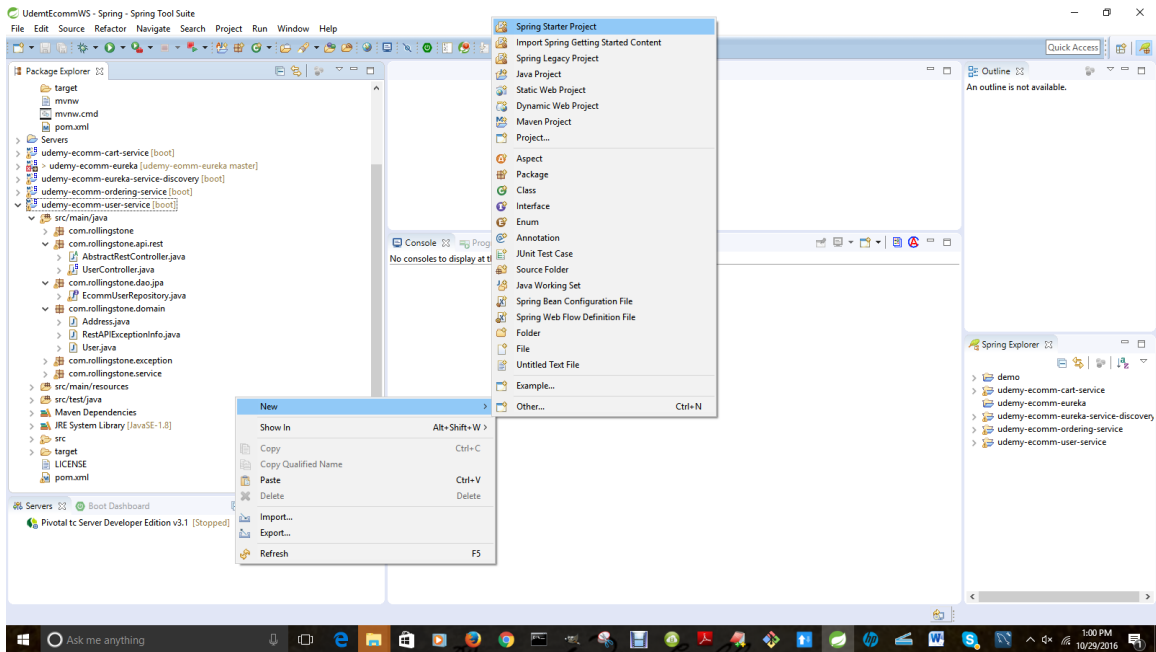 UdemtEcommWS - Spring - Spring Tool Suite
File Edit Source Refactor Navigate Search Project Run Window Help
Quick Access
Package Explorer
target
mvnw
mvnw.cmd
pom.xml
Servers
udemy-ecomm-cart-service [boot]
> udemy-ecomm-eureka [udemy-eomm-eureka master]
udemy-ecomm-eureka-service-discovery [boot]
udemy-ecomm-ordering-service [boot]
udemy-ecomm-user-service [boot]
src/main/java
com.rollingstone
com.rollingstone.api.rest
AbstractRestController.java
UserController.java
com.rollingstone.dao.jpa
EcommUserRepository.java
com.rollingstone.domain
Address.java
RestAPIExceptionInfo.java
User.java
com.rollingstone.exception
com.rollingstone.service
src/main/resources
src/test/java
Maven Dependencies
JRE System Library [JavaSE-1.8]
src
target
LICENSE
pom.xml
Servers Boot Dashboard
Pivotal tc Server Developer Edition v3.1 [Stopped]
New
Show In Alt+Shift+W >
Copy Ctrl+C
Copy Qualified Name
Paste Ctrl+V
Delete Delete
Import...
Export...
Refresh F5
Spring Starter Project
Import Spring Getting Started Content
Spring Legacy Project
Java Project
Static Web Project
Dynamic Web Project
Maven Project
Project...
Aspect
Package
Class
Interface
Enum
Annotation
JUnit Test Case
Source Folder
Java Working Set
Spring Bean Configuration File
Spring Web Flow Definition File
Folder
File
Untitled Text File
Example...
Other... Ctrl+N
Console Prog
No consoles to display at t
Outline
An outline is not available.
Spring Explorer
demo
udemy-ecomm-cart-service
udemy-ecomm-eureka
udemy-ecomm-eureka-service-discovery
udemy-ecomm-ordering-service
udemy-ecomm-user-service
Ask me anything
1:00 PM
10/29/2016